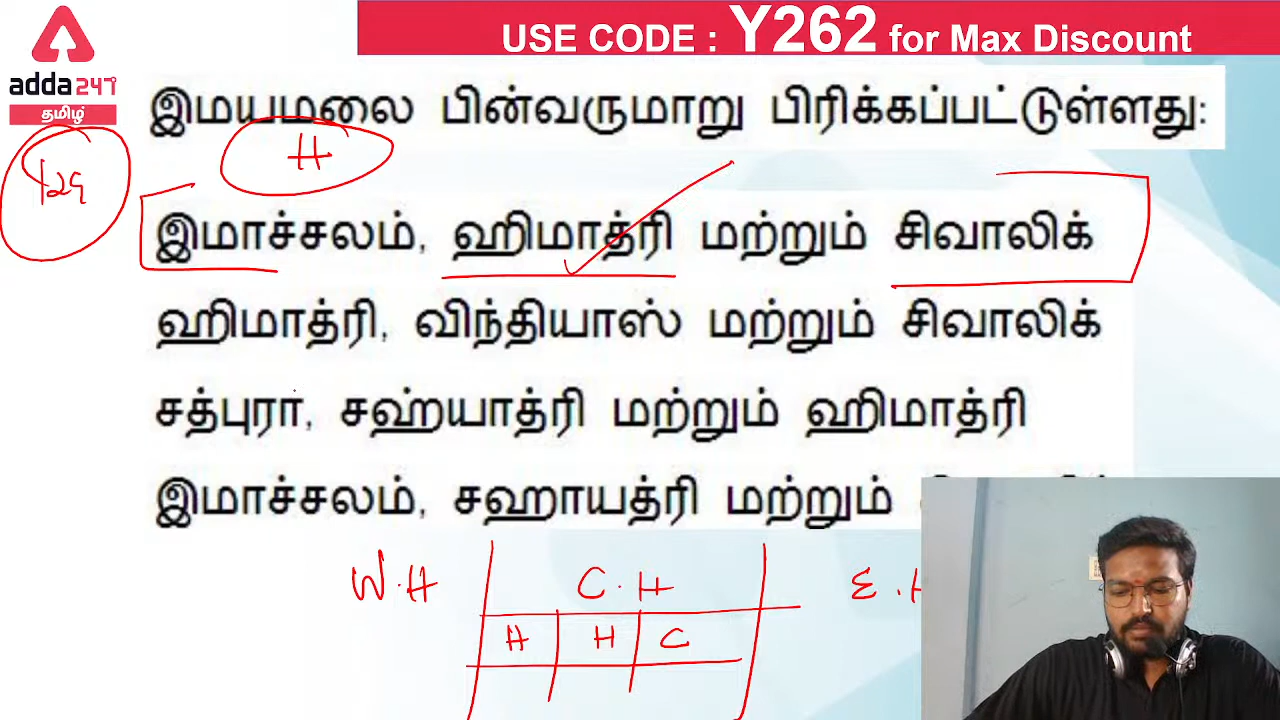 USE CODE : Y262 for Max Discount
adda247
தமிழ்
இமயமலை பின்வருமாறு பிரிக்கப்பட்டுள்ளது:
H
இமாச்சலம், ஹிமாத்ரி மற்றும் சிவாலிக்
ஹிமாத்ரி, விந்தியாஸ் மற்றும் சிவாலிக்
சத்புரா, சஹ்யாத்ரி மற்றும் ஹிமாத்ரி
இமாச்சலம், சஹாயத்ரி மற்றும்
W.H C.H E.H
H H C